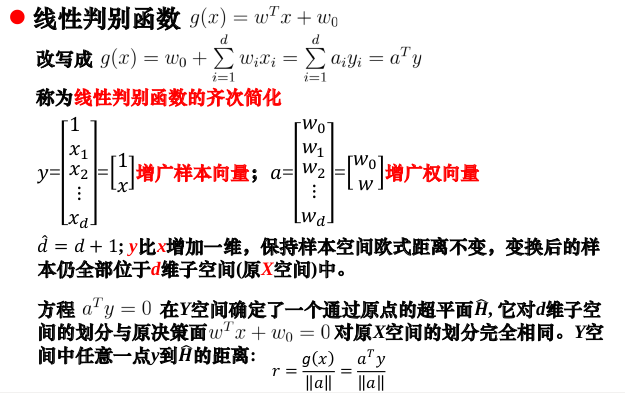 ● 线性判别函数 g(x) = w^T x + w_0
改写成 g(x) = w_0 + \sum_{i=1}^{d} w_i x_i = \sum_{i=1}^{d} a_i y_i = a^T y
称为线性判别函数的齐次简化
y = \begin{bmatrix} 1 \\ x_1 \\ x_2 \\ \vdots \\ x_d \end{bmatrix} = \begin{bmatrix} 1 \\ x \end{bmatrix} 增广样本向量；a = \begin{bmatrix} w_0 \\ w_1 \\ w_2 \\ \vdots \\ w_d \end{bmatrix} = \begin{bmatrix} w_0 \\ w \end{bmatrix} 增广权向量
\hat{d} = d + 1; y比x增加一维，保持样本空间欧式距离不变，变换后的样
本仍全部位于d维子空间(原X空间)中。
方程 a^T y = 0 在Y空间确定了一个通过原点的超平面\hat{H}, 它对d维子空
间的划分与原决策面w^T x + w_0 = 0 对原X空间的划分完全相同。Y空
间中任意一点y到\hat{H}的距离:
r = \frac{g(x)}{\|a\|} = \frac{a^T y}{\|a\|}